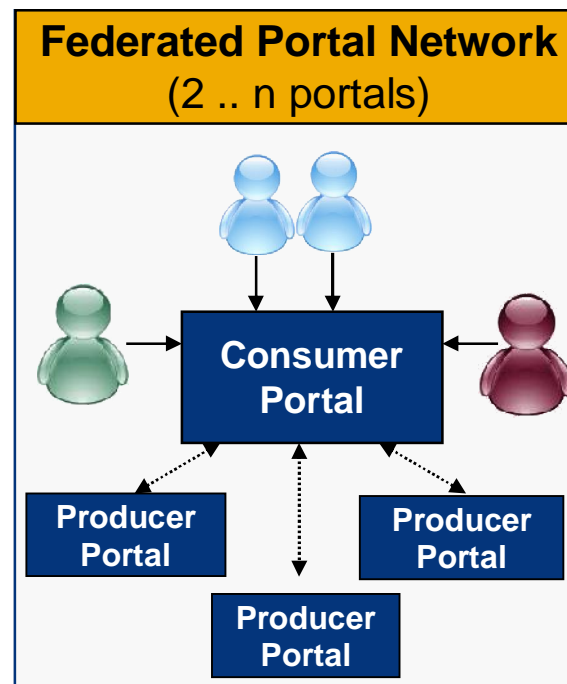 Federated Portal Network
(2 .. n portals)
Consumer
Portal
Producer
Portal
Producer
Portal
Producer
Portal